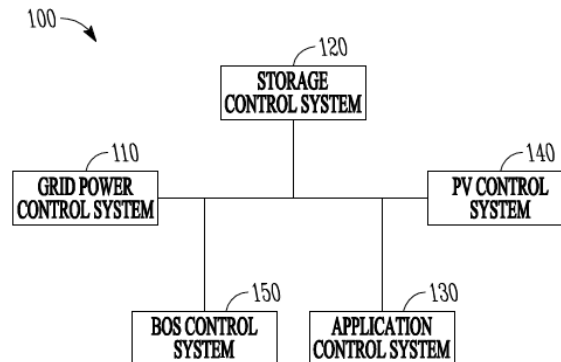 100
120
STORAGE
CONTROL SYSTEM
110
GRID POWER
CONTROL SYSTEM
140
PV CONTROL
SYSTEM
150
BOS CONTROL
SYSTEM
130
APPLICATION
CONTROL SYSTEM